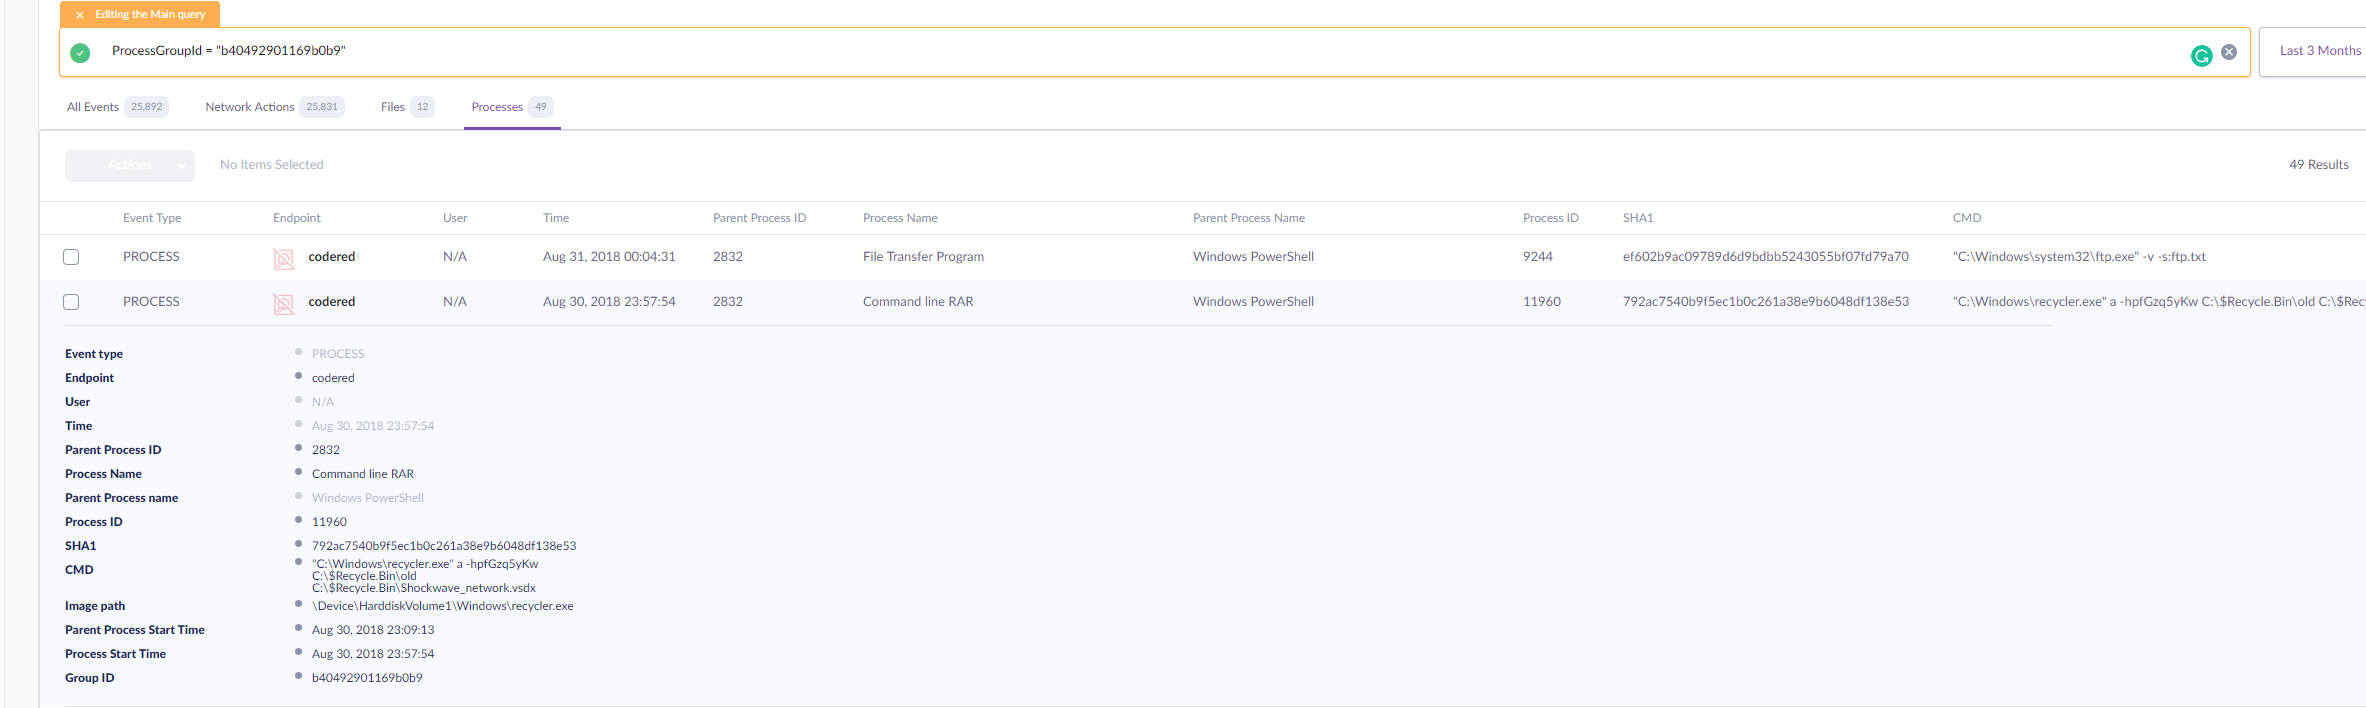 Editing the Main query
ProcessGroupId = "b40492901169b0b9"
Last 3 Months
All Events 25,892 Network Actions 25,831 Files 12 Processes 49
Actions No Items Selected 49 Results
Event Type Endpoint User Time Parent Process ID Process Name Parent Process Name Process ID SHA1 CMD
PROCESS codered N/A Aug 31, 2018 00:04:31 2832 File Transfer Program Windows PowerShell 9244 ef602b9ac09789d6d9bdbb5243055bf07fd79a70 "C:\Windows\system32\ftp.exe" -v -s:ftp.txt
PROCESS codered N/A Aug 30, 2018 23:57:54 2832 Command line RAR Windows PowerShell 11960 792ac7540b9f5ec1b0c261a38e9b6048df138e53 "C:\Windows\recycler.exe" a -hpfGzq5yKw C:\$Recycle.Bin\old C:\$Rec
Event type PROCESS
Endpoint codered
User N/A
Time Aug 30, 2018 23:57:54
Parent Process ID 2832
Process Name Command line RAR
Parent Process name Windows PowerShell
Process ID 11960
SHA1 792ac7540b9f5ec1b0c261a38e9b6048df138e53
CMD "C:\Windows\recycler.exe" a -hpfGzq5yKw
C:\$Recycle.Bin\old
C:\$Recycle.Bin\Shockwave_network.vsdx
Image path \Device\HarddiskVolume1\Windows\recycler.exe
Parent Process Start Time Aug 30, 2018 23:09:13
Process Start Time Aug 30, 2018 23:57:54
Group ID b40492901169b0b9